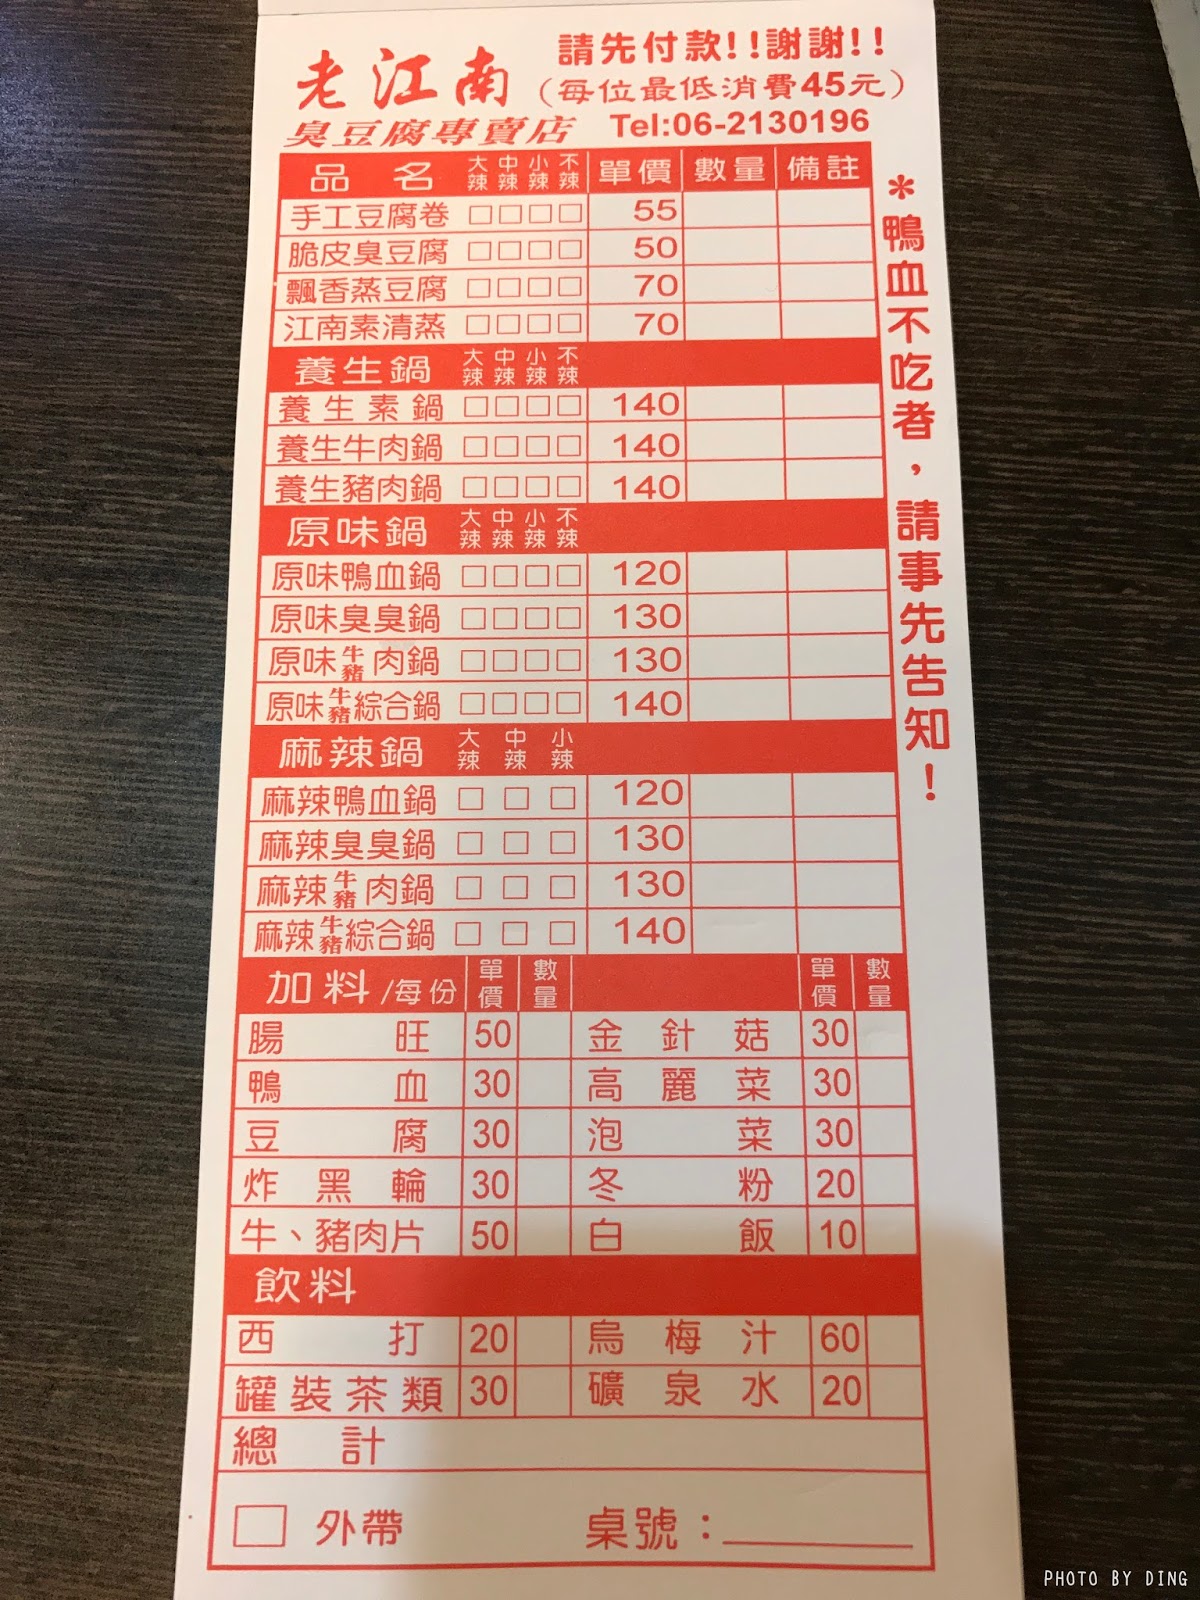 請先付款!!謝謝!!
老江南
(每位最低消費45元)
臭豆腐專賣店
Tel:06-2130196
品名 大辣 中辣 小辣 不辣 單價 數量 備註
手工豆腐卷 □□□□ 55
脆皮臭豆腐 □□□□ 50
飄香蒸豆腐 □□□□ 70
江南素清蒸 □□□□ 70
養生鍋 大辣 中辣 小辣 不辣
養生素鍋 □□□□ 140
養生牛肉鍋 □□□□ 140
養生豬肉鍋 □□□□ 140
原味鍋 大辣 中辣 小辣 不辣
原味鴨血鍋 □□□□ 120
原味臭臭鍋 □□□□ 130
原味牛豬肉鍋 □□□□ 130
原味牛豬綜合鍋 □□□□ 140
麻辣鍋 大辣 中辣 小辣
麻辣鴨血鍋 □ □ □ 120
麻辣臭臭鍋 □ □ □ 130
麻辣牛豬肉鍋 □ □ □ 130
麻辣牛豬綜合鍋 □ □ □ 140
加料/每份 單價 數量 單價 數量
腸旺 50 金針菇 30
鴨血 30 高麗菜 30
豆腐 30 泡菜 30
炸黑輪 30 冬粉 20
牛、豬肉片 50 白飯 10
飲料
西打 20 烏梅汁 60
罐裝茶類 30 礦泉水 20
總計
□ 外帶 桌號：
*鴨血不吃者，請事先告知！
PHOTO BY DING